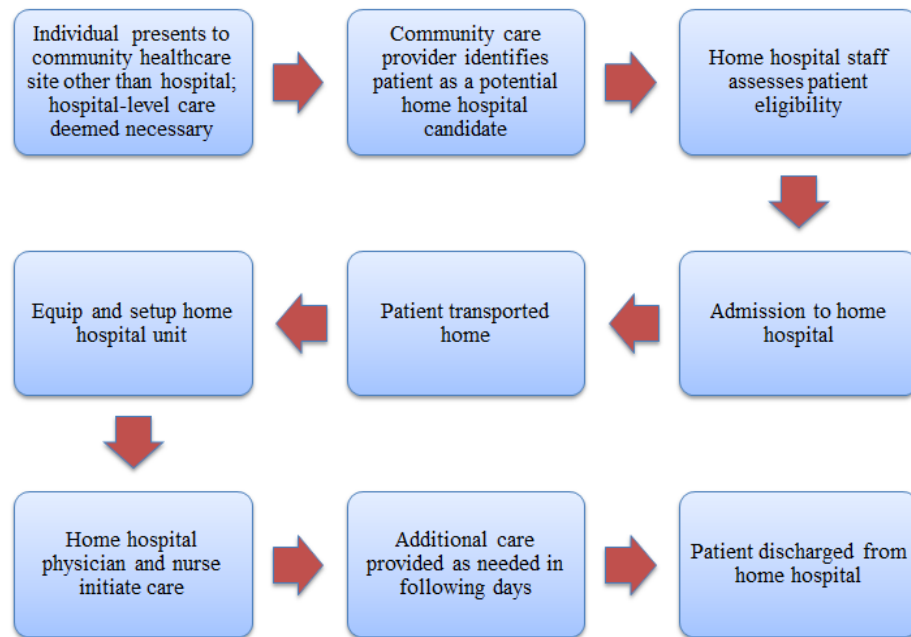 Individual presents to
community healthcare
site other than hospital;
hospital-level care
deemed necessary
Community care
provider identifies
patient as a potential
home hospital
candidate
Home hospital staff
assesses patient
eligibility
Admission to home
hospital
Patient transported
home
Equip and setup home
hospital unit
Home hospital
physician and nurse
initiate care
Additional care
provided as needed in
following days
Patient discharged from
home hospital